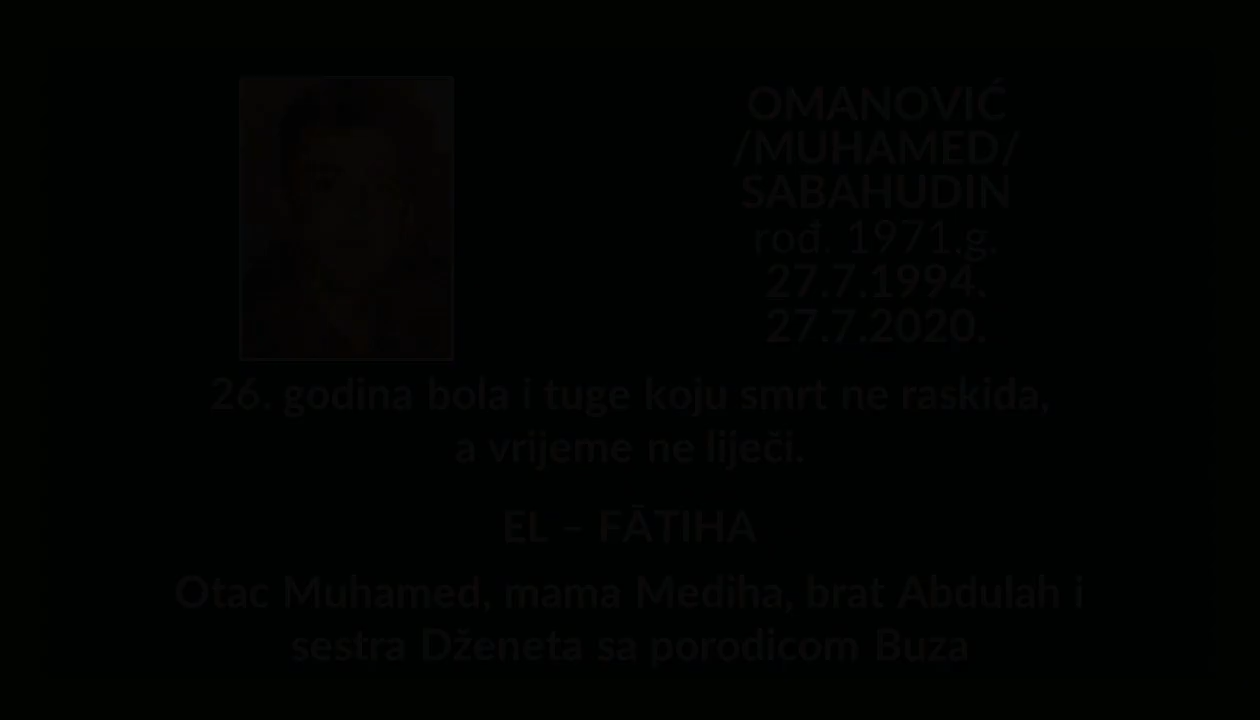 OMANOVIĆ
/MUHAMED/
SABAHUDIN
rođ. 1971.g.
27.7.1994.
27.7.2020.
26. godina bola i tuge koju smrt ne raskida,
a vrijeme ne liječi.
EL – FĀTIHA
Otac Muhamed, mama Mediha, brat Abdulah i
sestra Dženeta sa porodicom Buza